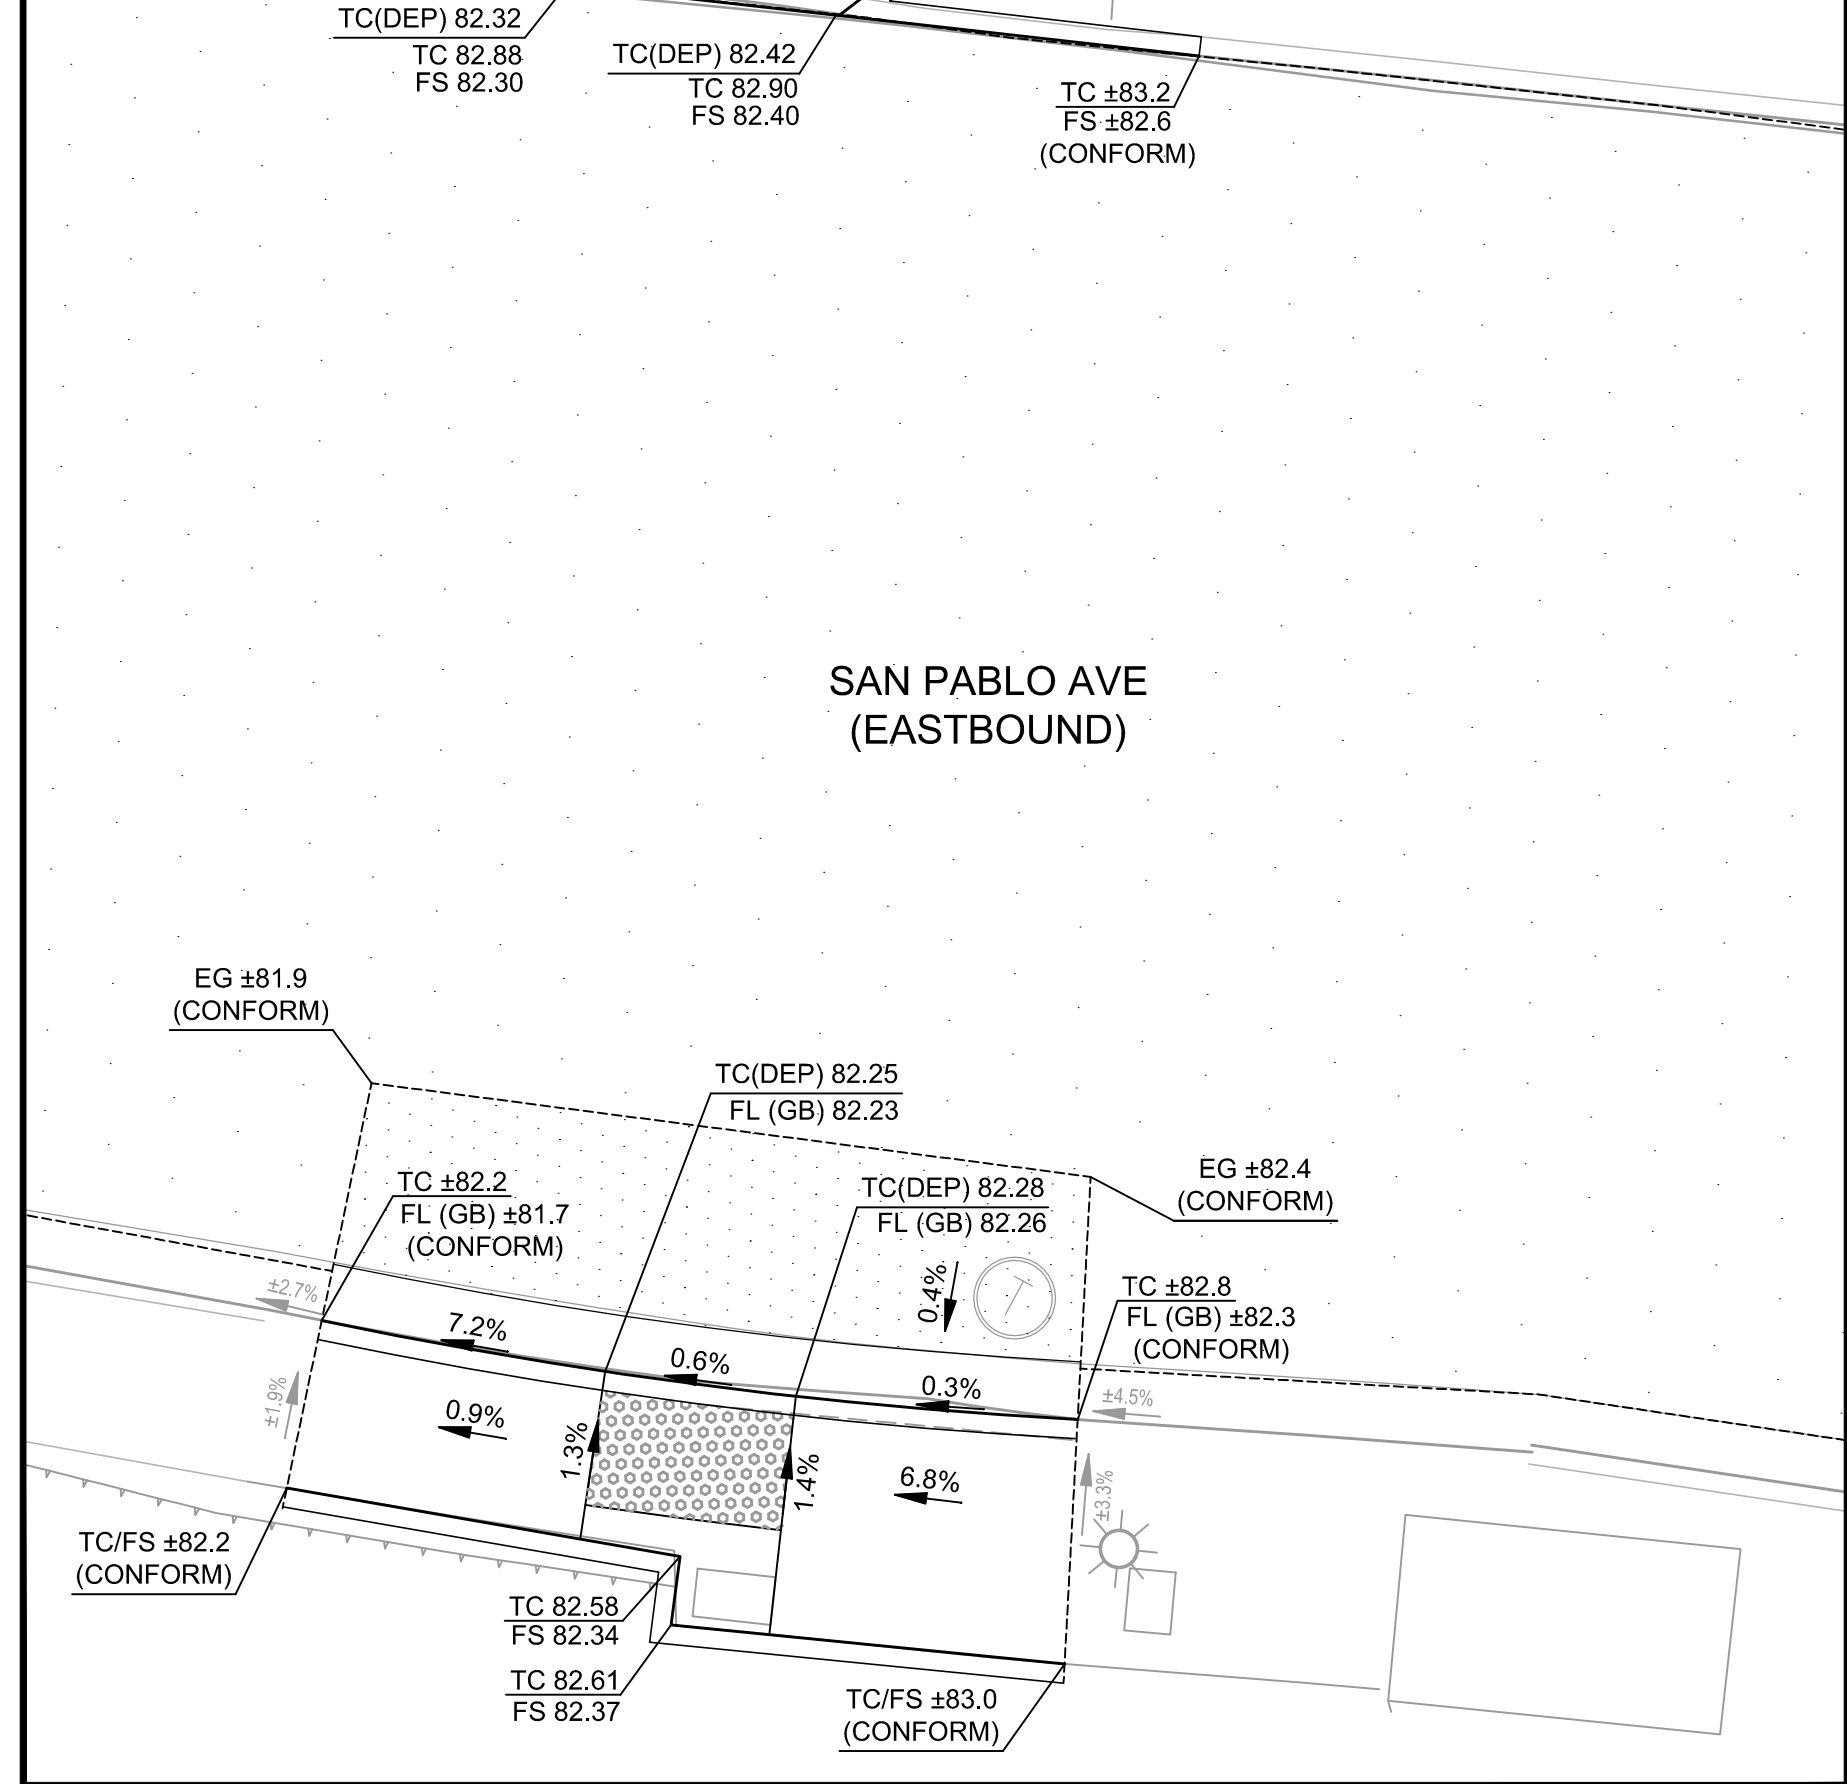 TC(DEP) 82.32
TC 82.88
FS 82.30
TC(DEP) 82.42
TC 82.90
FS 82.40
TC ±83.2
FS ±82.6
(CONFORM)
SAN PABLO AVE
(EASTBOUND)
EG ±81.9
(CONFORM)
TC(DEP) 82.25
FL (GB) 82.23
TC ±82.2
FL (GB) ±81.7
(CONFORM)
TC(DEP) 82.28
FL (GB) 82.26
EG ±82.4
(CONFORM)
TC ±82.8
FL (GB) ±82.3
(CONFORM)
±2.7%
7.2%
0.6%
0.4%
0.3%
±4.5%
±1.9%
0.9%
1.3%
1.4%
6.8%
±3.3%
TC/FS ±82.2
(CONFORM)
TC 82.58
FS 82.34
TC 82.61
FS 82.37
TC/FS ±83.0
(CONFORM)